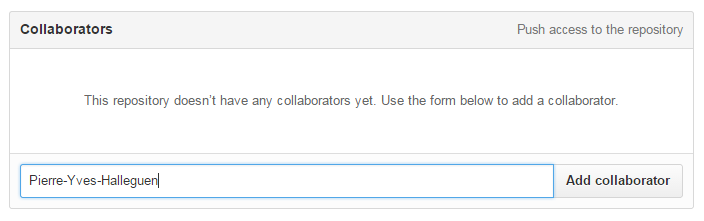 Collaborators
Push access to the repository
This repository doesn't have any collaborators yet. Use the form below to add a collaborator.
Pierre-Yves-Halleguen
Add collaborator